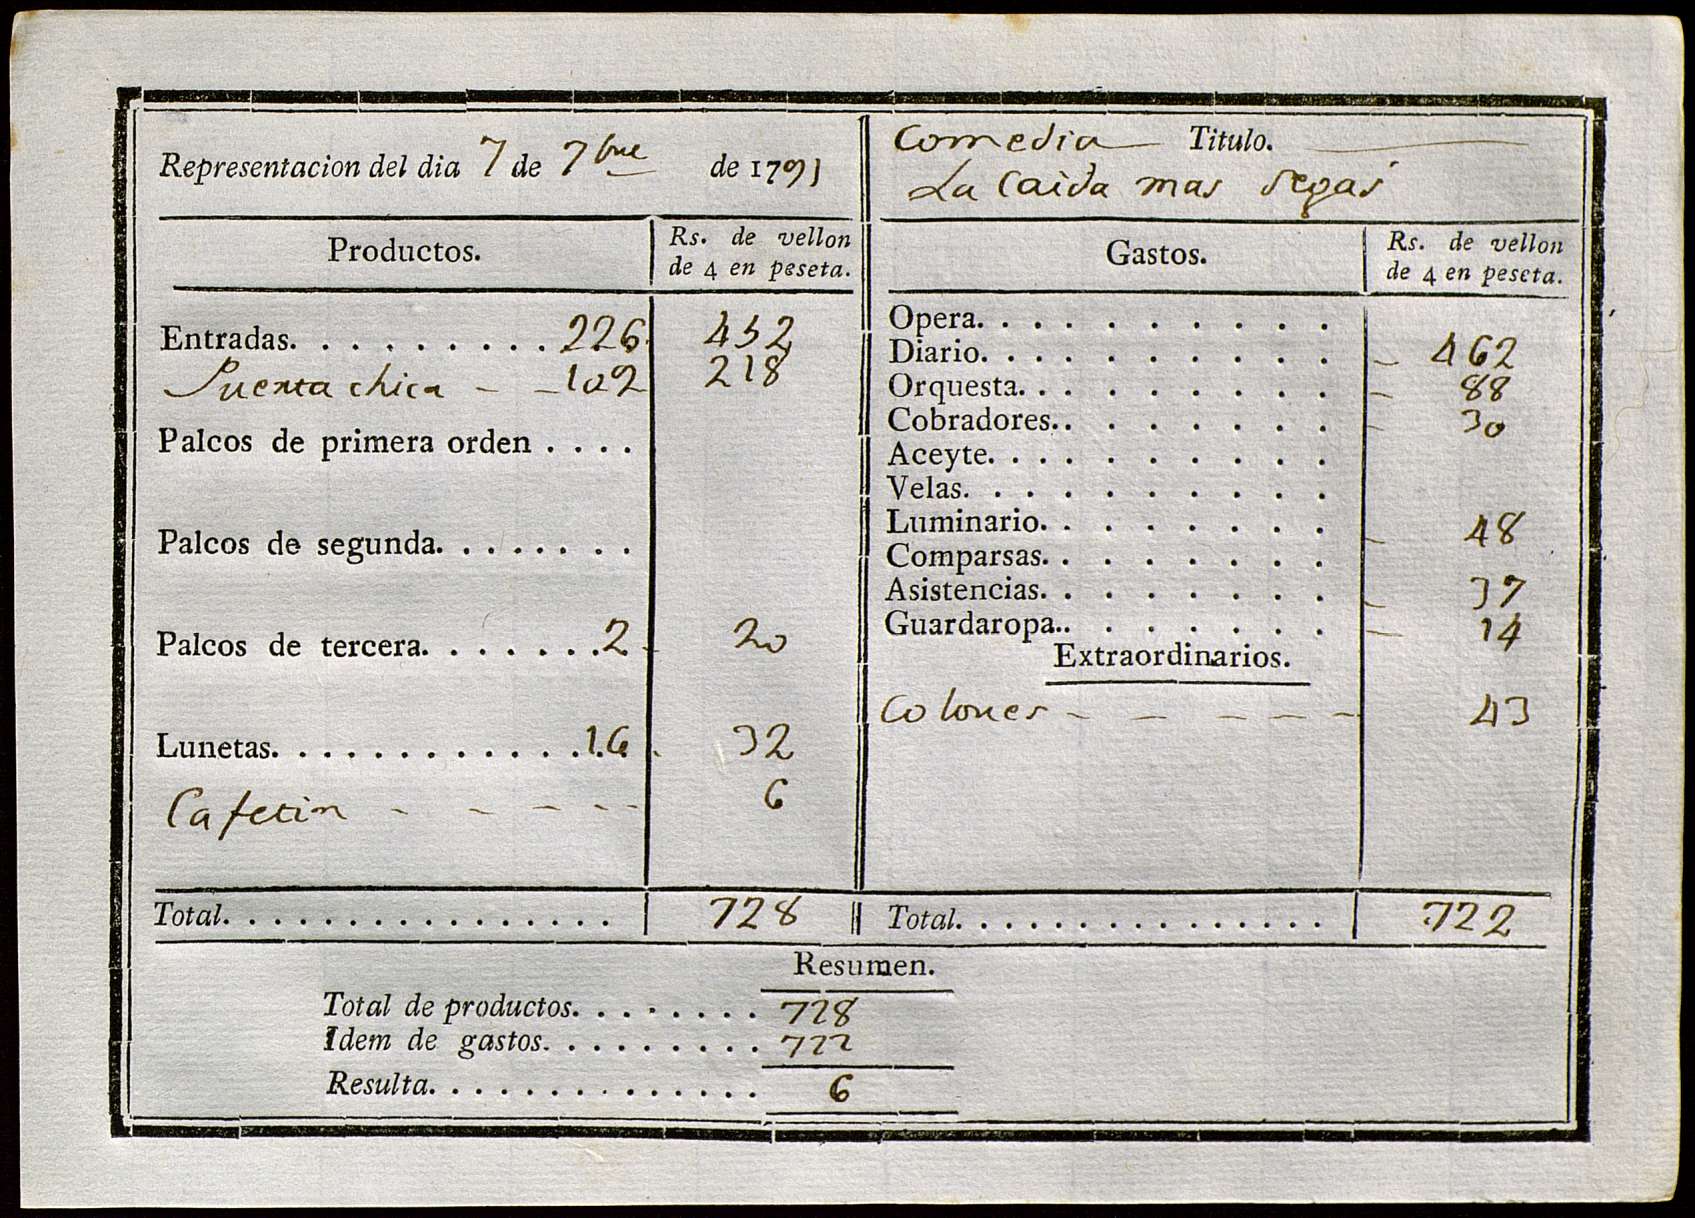 Representacion del dia 7 de 7bre de 1791
Productos.
Rs. de vellon
de 4 en peseta.
Entradas. . . . . . . . . . 226. 452
Puerta chica - - 109 218
Palcos de primera orden . . . .
Palcos de segunda. . . . . . . .
Palcos de tercera. . . . . . . . 2 - 20
Lunetas. . . . . . . . . . . . . 16 - 32
Cafetin - - - - - 6
Total. . . . . . . . . . . . . . . . 728
Comedia Titulo.
La Caida mas segas
Gastos.
Rs. de vellon
de 4 en peseta.
Opera. . . . . . . . . .
Diario. . . . . . . . . . - 462
Orquesta. . . . . . . . . - 88
Cobradores. . . . . . . - 30
Aceyte. . . . . . . . . .
Velas. . . . . . . . . .
Luminario. . . . . . . - 48
Comparsas. . . . . . .
Asistencias. . . . . . . - 37
Guardaropa. . . . . . . - 14
Extraordinarios.
Colones - - - - - 43
Total. . . . . . . . . . . . . . . 722
Resumen.
Total de productos. . . . . . . . 728
Idem de gastos. . . . . . . . . 722
Resulta. . . . . . . . . . . . . . 6